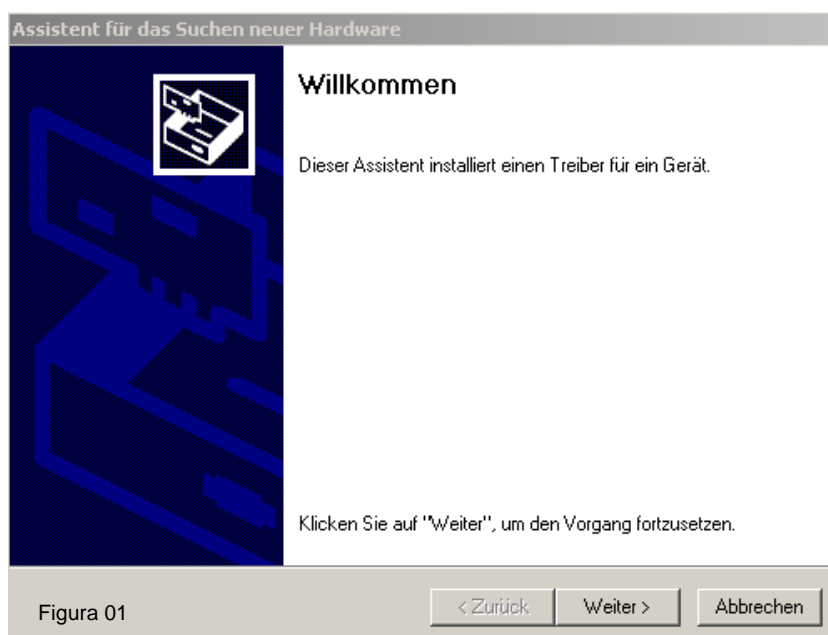 Assistent für das Suchen neuer Hardware
Willkommen
Dieser Assistent installiert einen Treiber für ein Gerät.
Klicken Sie auf "Weiter", um den Vorgang fortzusetzen.
Figura 01
< Zurück
Weiter >
Abbrechen